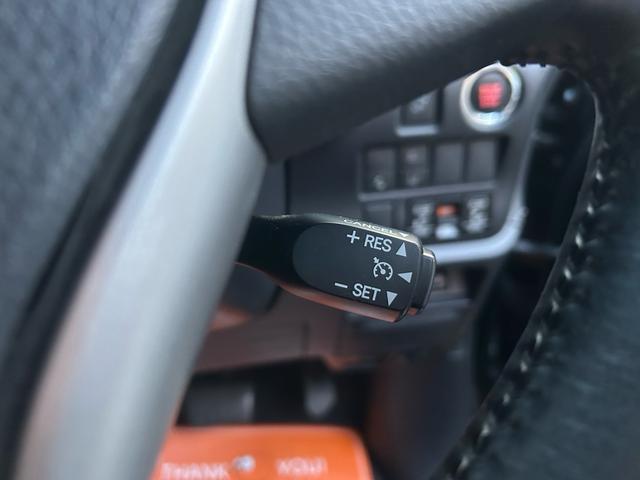 CANCEL
+ RES
− SET
THANK YOU!